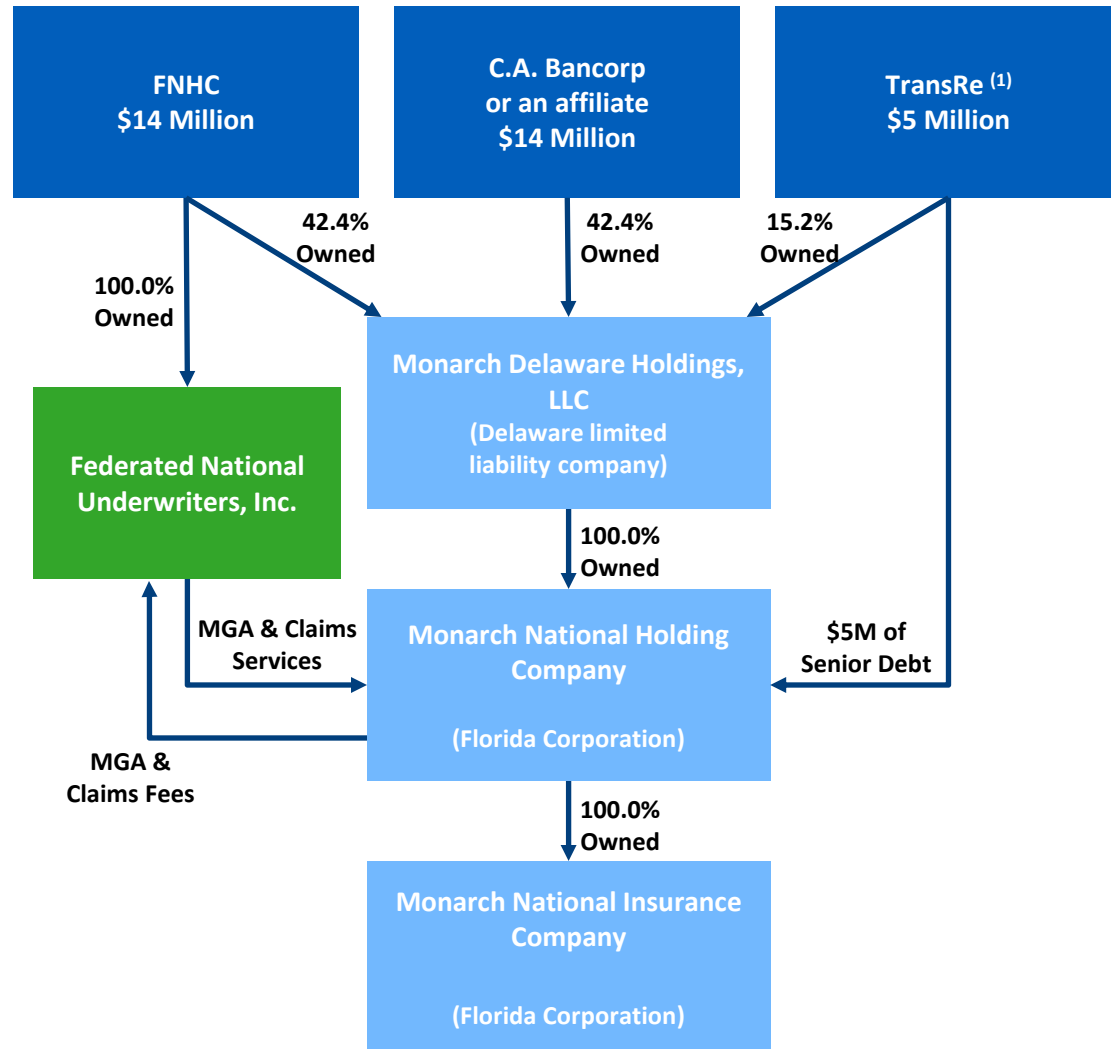 FNHC
$14 Million
C.A. Bancorp
or an affiliate
$14 Million
TransRe (1)
$5 Million
42.4%
Owned
42.4%
Owned
15.2%
Owned
100.0%
Owned
Monarch Delaware Holdings,
LLC
(Delaware limited
liability company)
Federated National
Underwriters, Inc.
100.0%
Owned
MGA & Claims
Services
Monarch National Holding
Company
(Florida Corporation)
$5M of
Senior Debt
MGA &
Claims Fees
100.0%
Owned
Monarch National Insurance
Company
(Florida Corporation)